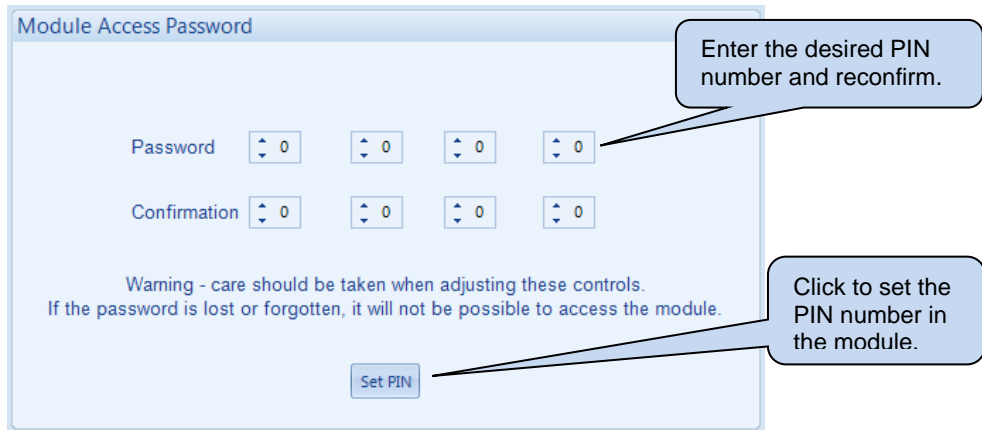 Module Access Password
Enter the desired PIN
number and reconfirm.
Password 0 0 0 0
Confirmation 0 0 0 0
Warning - care should be taken when adjusting these controls.
If the password is lost or forgotten, it will not be possible to access the module.
Click to set the
PIN number in
the module.
Set PIN